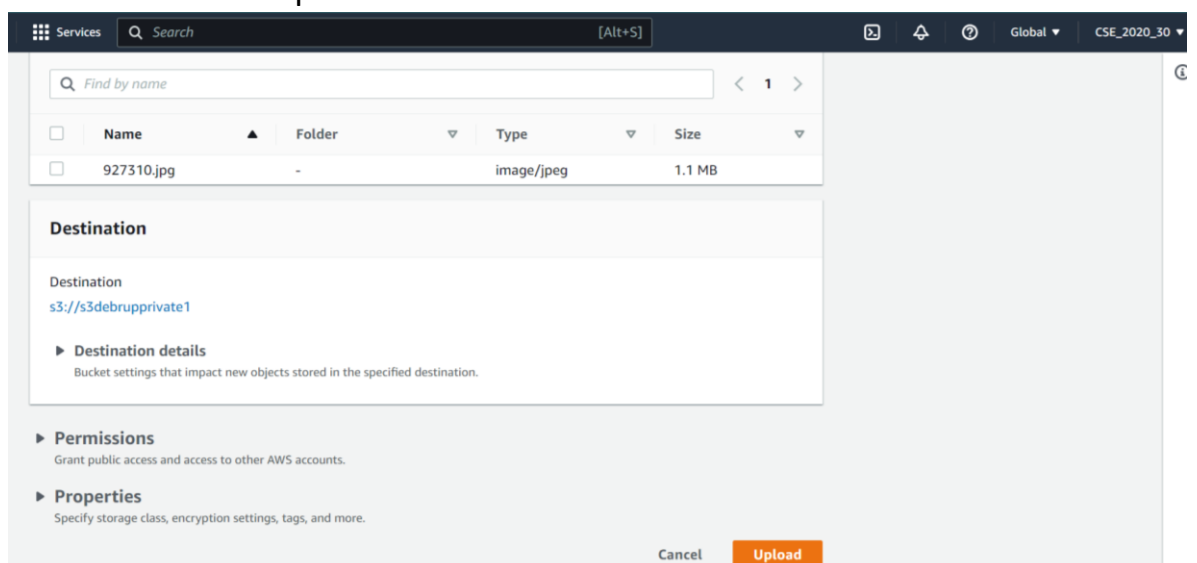 Services Search [Alt+S] Global CSE_2020_30
Find by name 1
Name Folder Type Size
927310.jpg - image/jpeg 1.1 MB
Destination
Destination
s3://s3debrupprivate1
Destination details
Bucket settings that impact new objects stored in the specified destination.
Permissions
Grant public access and access to other AWS accounts.
Properties
Specify storage class, encryption settings, tags, and more.
Cancel Upload